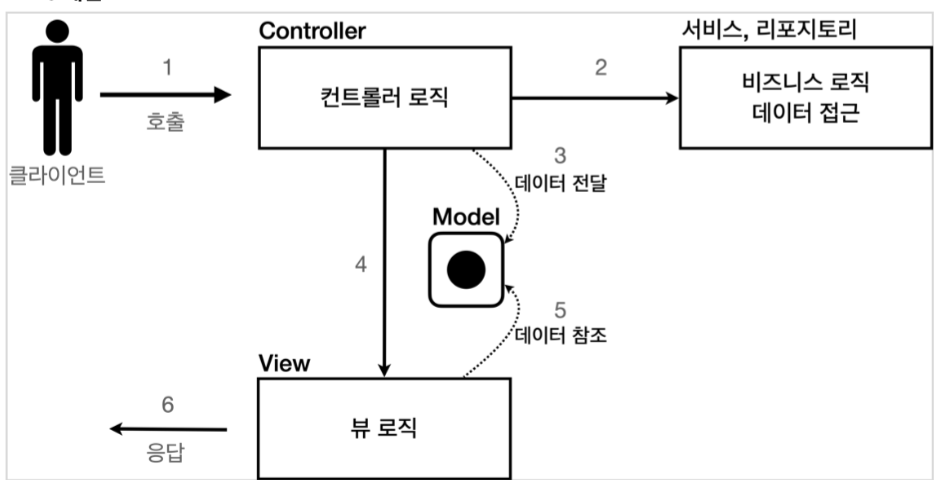 Controller
서비스, 리포지토리
1
호출
컨트롤러 로직
2
비즈니스 로직
데이터 접근
클라이언트
3
데이터 전달
Model
4
5
데이터 참조
View
6
응답
뷰 로직